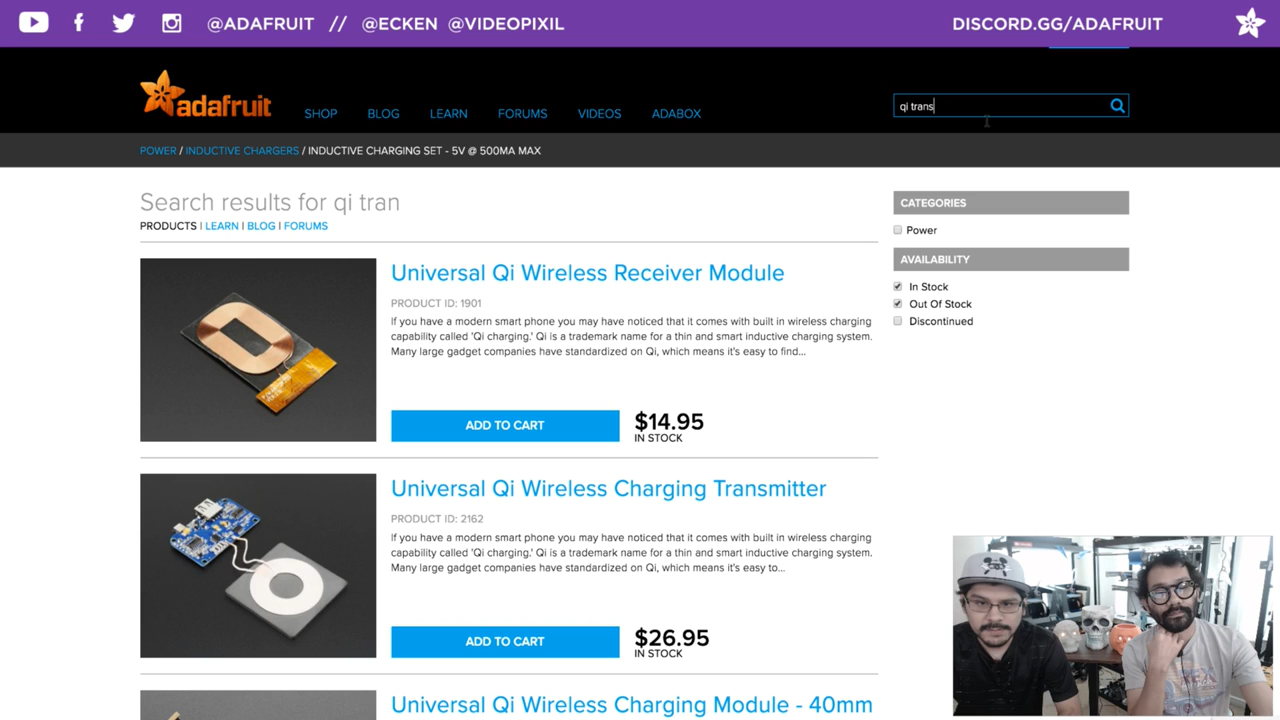 @ADAFRUIT // @ECKEN @VIDEOPIXIL
DISCORD.GG/ADAFRUIT
adafruit
SHOP BLOG LEARN FORUMS VIDEOS ADABOX
qi trans
POWER / INDUCTIVE CHARGERS / INDUCTIVE CHARGING SET - 5V @ 500MA MAX
Search results for qi tran
PRODUCTS | LEARN | BLOG | FORUMS
Universal Qi Wireless Receiver Module
PRODUCT ID: 1901
If you have a modern smart phone you may have noticed that it comes with built in wireless charging
capability called 'Qi charging.' Qi is a trademark name for a thin and smart inductive charging system.
Many large gadget companies have standardized on Qi, which means it's easy to find...
ADD TO CART
$14.95
IN STOCK
Universal Qi Wireless Charging Transmitter
PRODUCT ID: 2162
If you have a modern smart phone you may have noticed that it comes with built in wireless charging
capability called 'Qi charging.' Qi is a trademark name for a thin and smart inductive charging system.
Many large gadget companies have standardized on Qi, which means it's easy to...
ADD TO CART
$26.95
IN STOCK
Universal Qi Wireless Charging Module - 40mm
CATEGORIES
Power
AVAILABILITY
In Stock
Out Of Stock
Discontinued